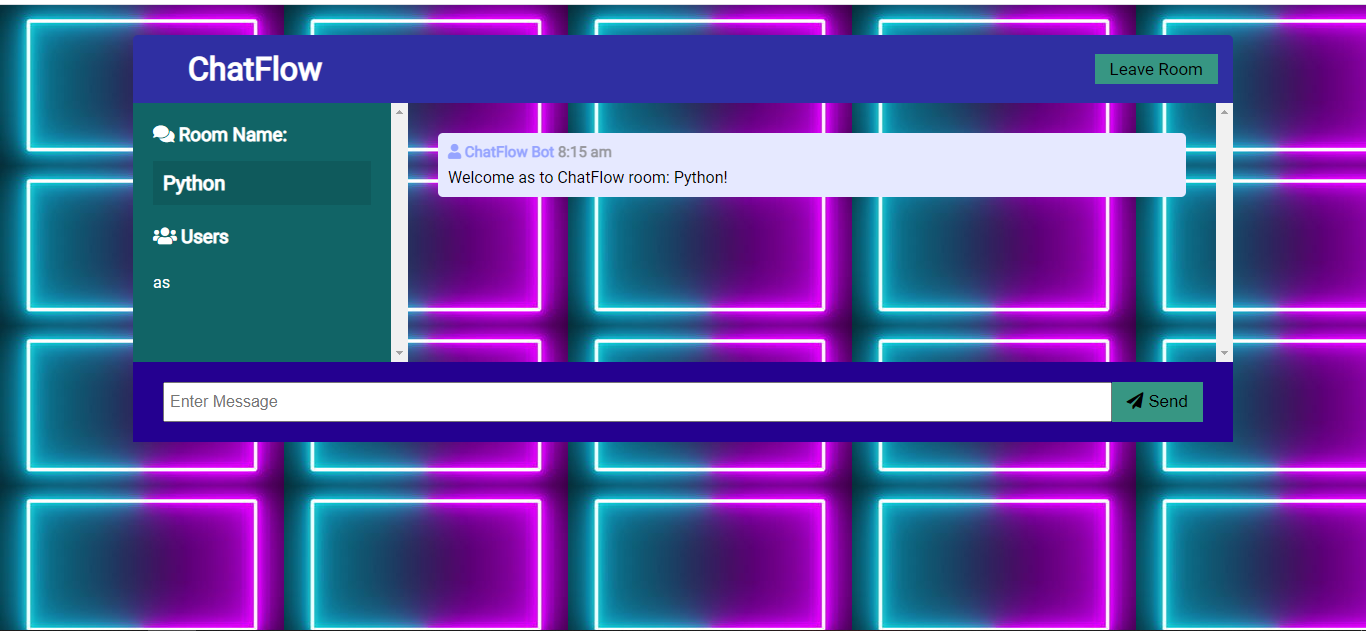 ChatFlow
Leave Room
Room Name:
Python
Users
as
ChatFlow Bot 8:15 am
Welcome as to ChatFlow room: Python!
Enter Message
Send